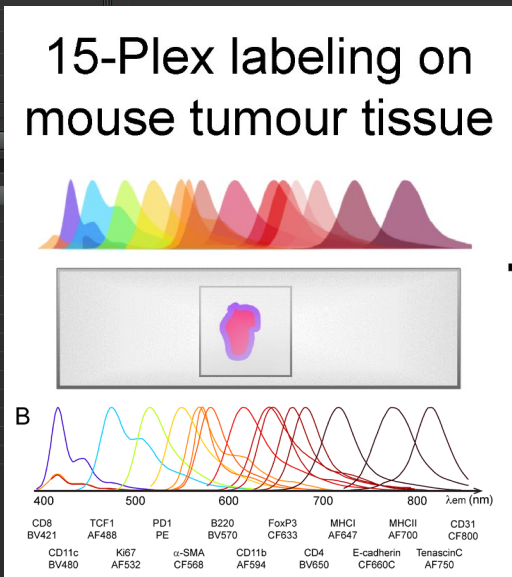 15-Plex labeling on
mouse tumour tissue
B
400 500 600 700 800 λem (nm)
CD8 TCF1 PD1 B220 FoxP3 MHCI MHCII CD31
BV421 AF488 PE BV570 CF633 AF647 AF700 CF800
CD11c Ki67 α-SMA CD11b CD4 E-cadherin TenascinC
BV480 AF532 CF568 AF594 BV650 CF660C AF750